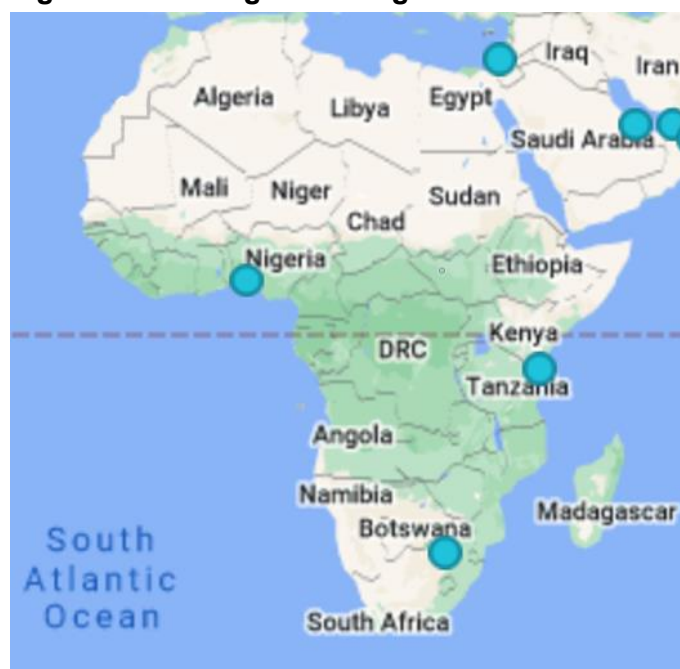 Iraq
Iran
Algeria
Libya
Egypt
Saudi Arabia
Mali
Niger
Sudan
Chad
Nigeria
Ethiopia
Kenya
DRC
Tanzania
Angola
Namibia
Madagascar
Botswana
South
Atlantic
Ocean
South Africa